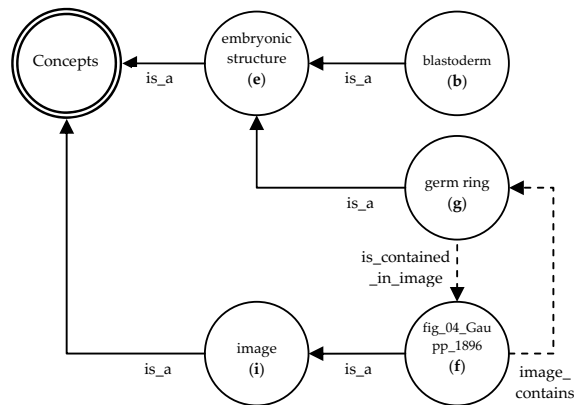 Concepts
is_a
embryonic
structure
(e)
is_a
blastoderm
(b)
is_a
germ ring
(g)
is_contained
_in_image
is_a
image
(i)
is_a
fig_04_Gau
pp_1896
(f)
image_
contains